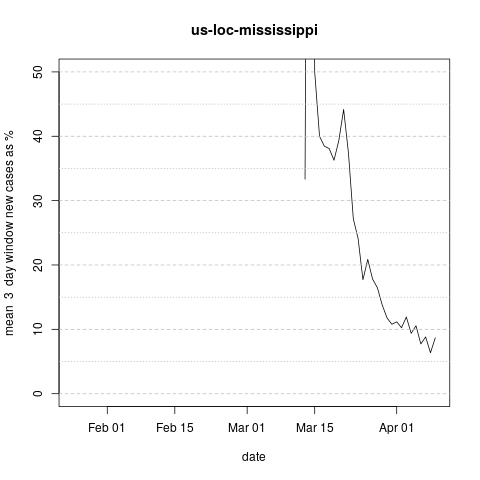 us-loc-mississippi
mean 3 day window new cases as %
50
40
30
20
10
0
Feb 01 Feb 15 Mar 01 Mar 15 Apr 01
date